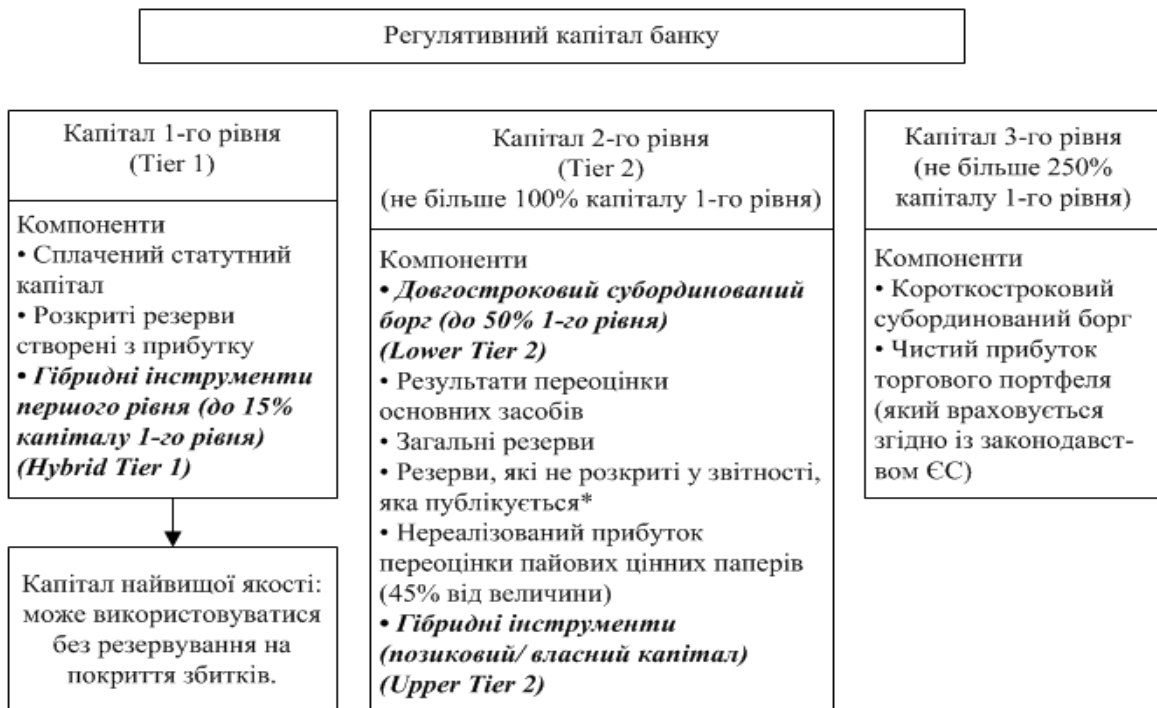 Регулятивний капітал банку
Капітал 1-го рівня
(Tier 1)
Компоненти
• Сплачений статутний
капітал
• Розкриті резерви
створені з прибутку
• Гібридні інструменти
першого рівня (до 15%
капіталу 1-го рівня)
(Hybrid Tier 1)
Капітал найвищої якості:
може використовуватися
без резервування на
покриття збитків.
Капітал 2-го рівня
(Tier 2)
(не більше 100% капіталу 1-го рівня)
Компоненти
• Довгостроковий субординований
борг (до 50% 1-го рівня)
(Lower Tier 2)
• Результати переоцінки
основних засобів
• Загальні резерви
• Резерви, які не розкриті у звітності,
яка публікується*
• Нереалізований прибуток
переоцінки пайових цінних паперів
(45% від величини)
• Гібридні інструменти
(позиковий/ власний капітал)
(Upper Tier 2)
Капітал 3-го рівня
(не більше 250%
капіталу 1-го рівня)
Компоненти
• Короткостроковий
субординований борг
• Чистий прибуток
торгового портфеля
(який враховується
згідно із законодавст-
вом ЄС)